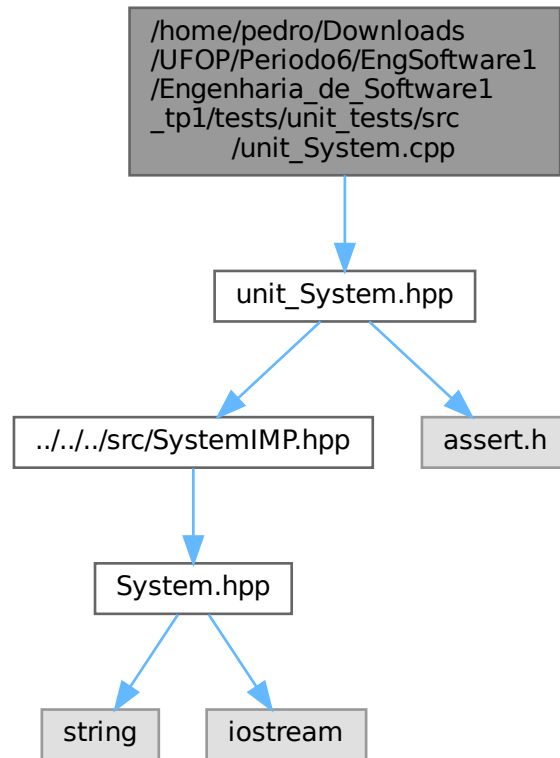 /home/pedro/Downloads
/UFOP/Periodo6/EngSoftware1
/Engenharia_de_Software1
_tp1/tests/unit_tests/src
/unit_System.cpp
unit_System.hpp
../../../src/SystemIMP.hpp
assert.h
System.hpp
string
iostream